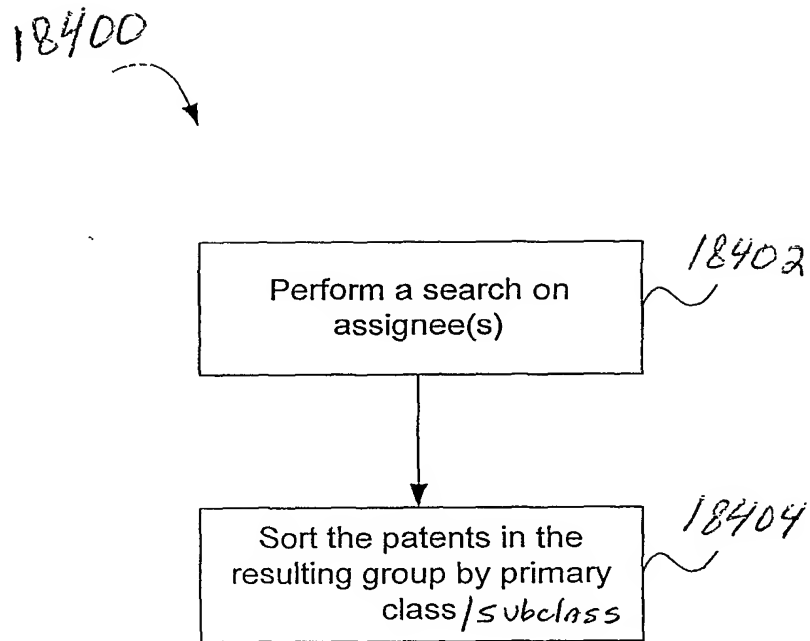 18400
18402
Perform a search on
assignee(s)
18404
Sort the patents in the
resulting group by primary
class/subclass